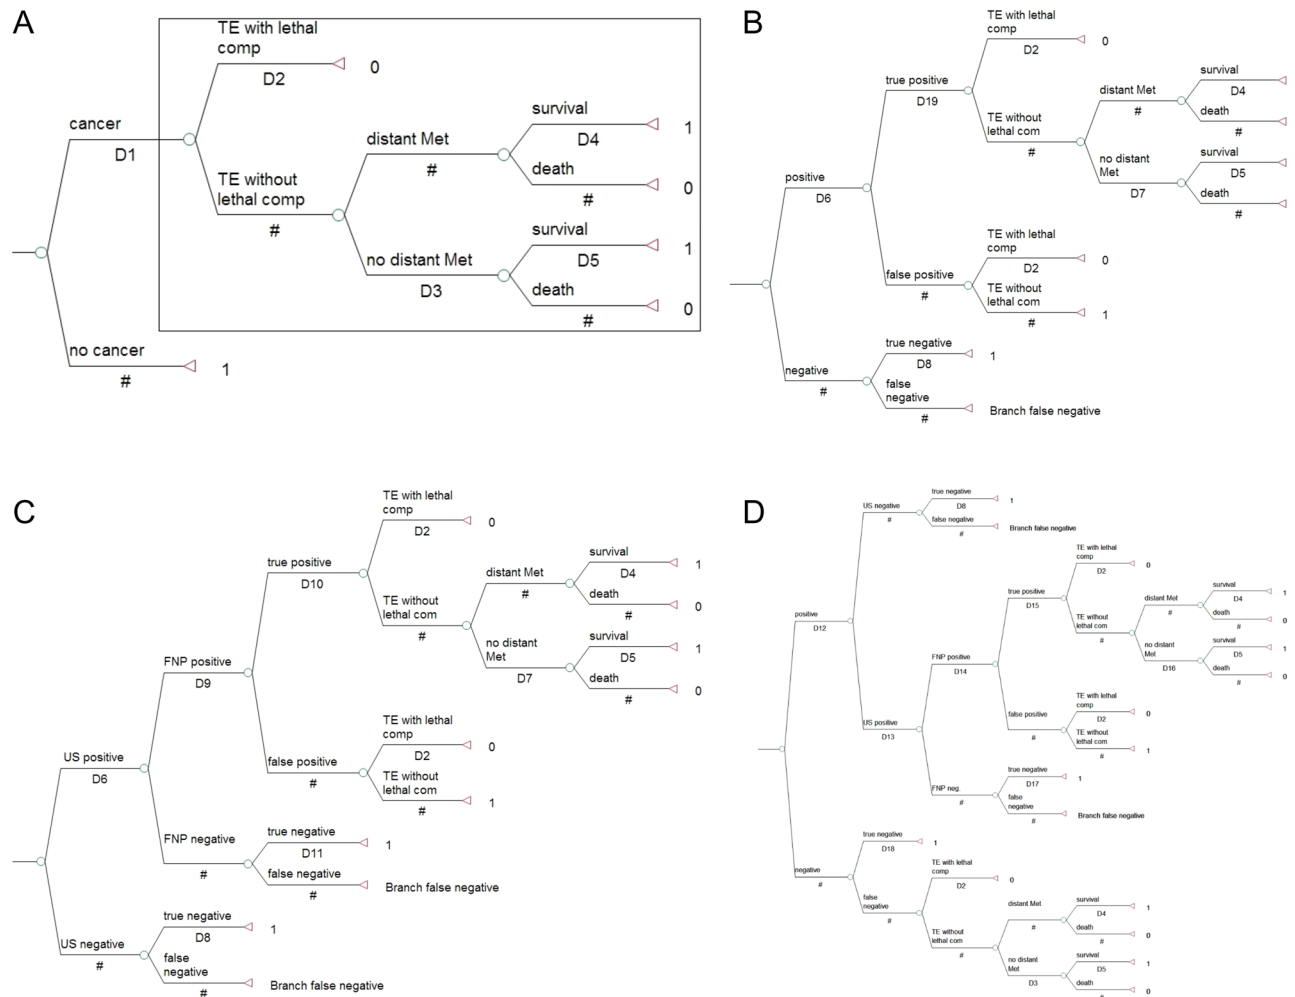 A
TE with lethal
comp
D2
0
cancer
D1
survival
D4
1
distant Met
#
death
#
0
TE without
lethal comp
#
survival
D5
1
no distant Met
D3
death
#
0
no cancer
#
1
B
TE with lethal
comp
D2
0
true positive
D19
survival
D4
distant Met
#
death
#
TE without
lethal com
#
survival
D5
no distant
Met
D7
death
#
positive
D6
TE with lethal
comp
D2
0
false positive
#
TE without
lethal com
#
1
true negative
D8
1
negative
#
false
negative
#
Branch false negative
C
TE with lethal
comp
D2
0
true positive
D10
survival
D4
1
distant Met
#
death
#
0
TE without
lethal com
#
survival
D5
1
no distant
Met
D7
death
#
0
FNP positive
D9
TE with lethal
comp
D2
0
false positive
#
TE without
lethal com
#
1
US positive
D6
FNP negative
#
true negative
D11
1
false negative
#
Branch false negative
true negative
D8
1
US negative
#
false
negative
#
Branch false negative
D
true negative
D8
1
US negative
#
false negative
#
Branch false negative
TE with lethal
comp
D2
0
true positive
D15
survival
D4
1
distant Met
#
death
#
0
TE without
lethal com
#
survival
D5
1
no distant
Met
D16
death
#
0
positive
D12
FNP positive
D14
TE with lethal
comp
D2
0
false positive
#
TE without
lethal com
#
1
US positive
D13
true negative
D17
1
FNP neg.
#
false
negative
#
Branch false negative
true negative
D18
1
negative
#
TE with lethal
comp
D2
0
false
negative
#
survival
D4
1
distant Met
#
death
#
0
TE without
lethal com
#
survival
D5
1
no distant
Met
D3
death
#
0